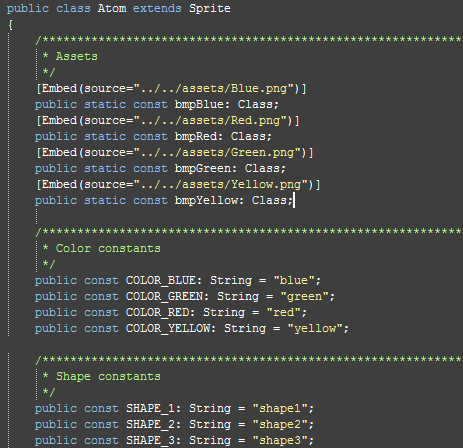 public class Atom extends Sprite
{
/************************************************************
* Assets
*/
[Embed(source="../../assets/Blue.png")]
public static const bmpBlue: Class;
[Embed(source="../../assets/Red.png")]
public static const bmpRed: Class;
[Embed(source="../../assets/Green.png")]
public static const bmpGreen: Class;
[Embed(source="../../assets/Yellow.png")]
public static const bmpYellow: Class;
/************************************************************
* Color constants
*/
public const COLOR_BLUE: String = "blue";
public const COLOR_GREEN: String = "green";
public const COLOR_RED: String = "red";
public const COLOR_YELLOW: String = "yellow";
/************************************************************
* Shape constants
*/
public const SHAPE_1: String = "shape1";
public const SHAPE_2: String = "shape2";
public const SHAPE_3: String = "shape3";